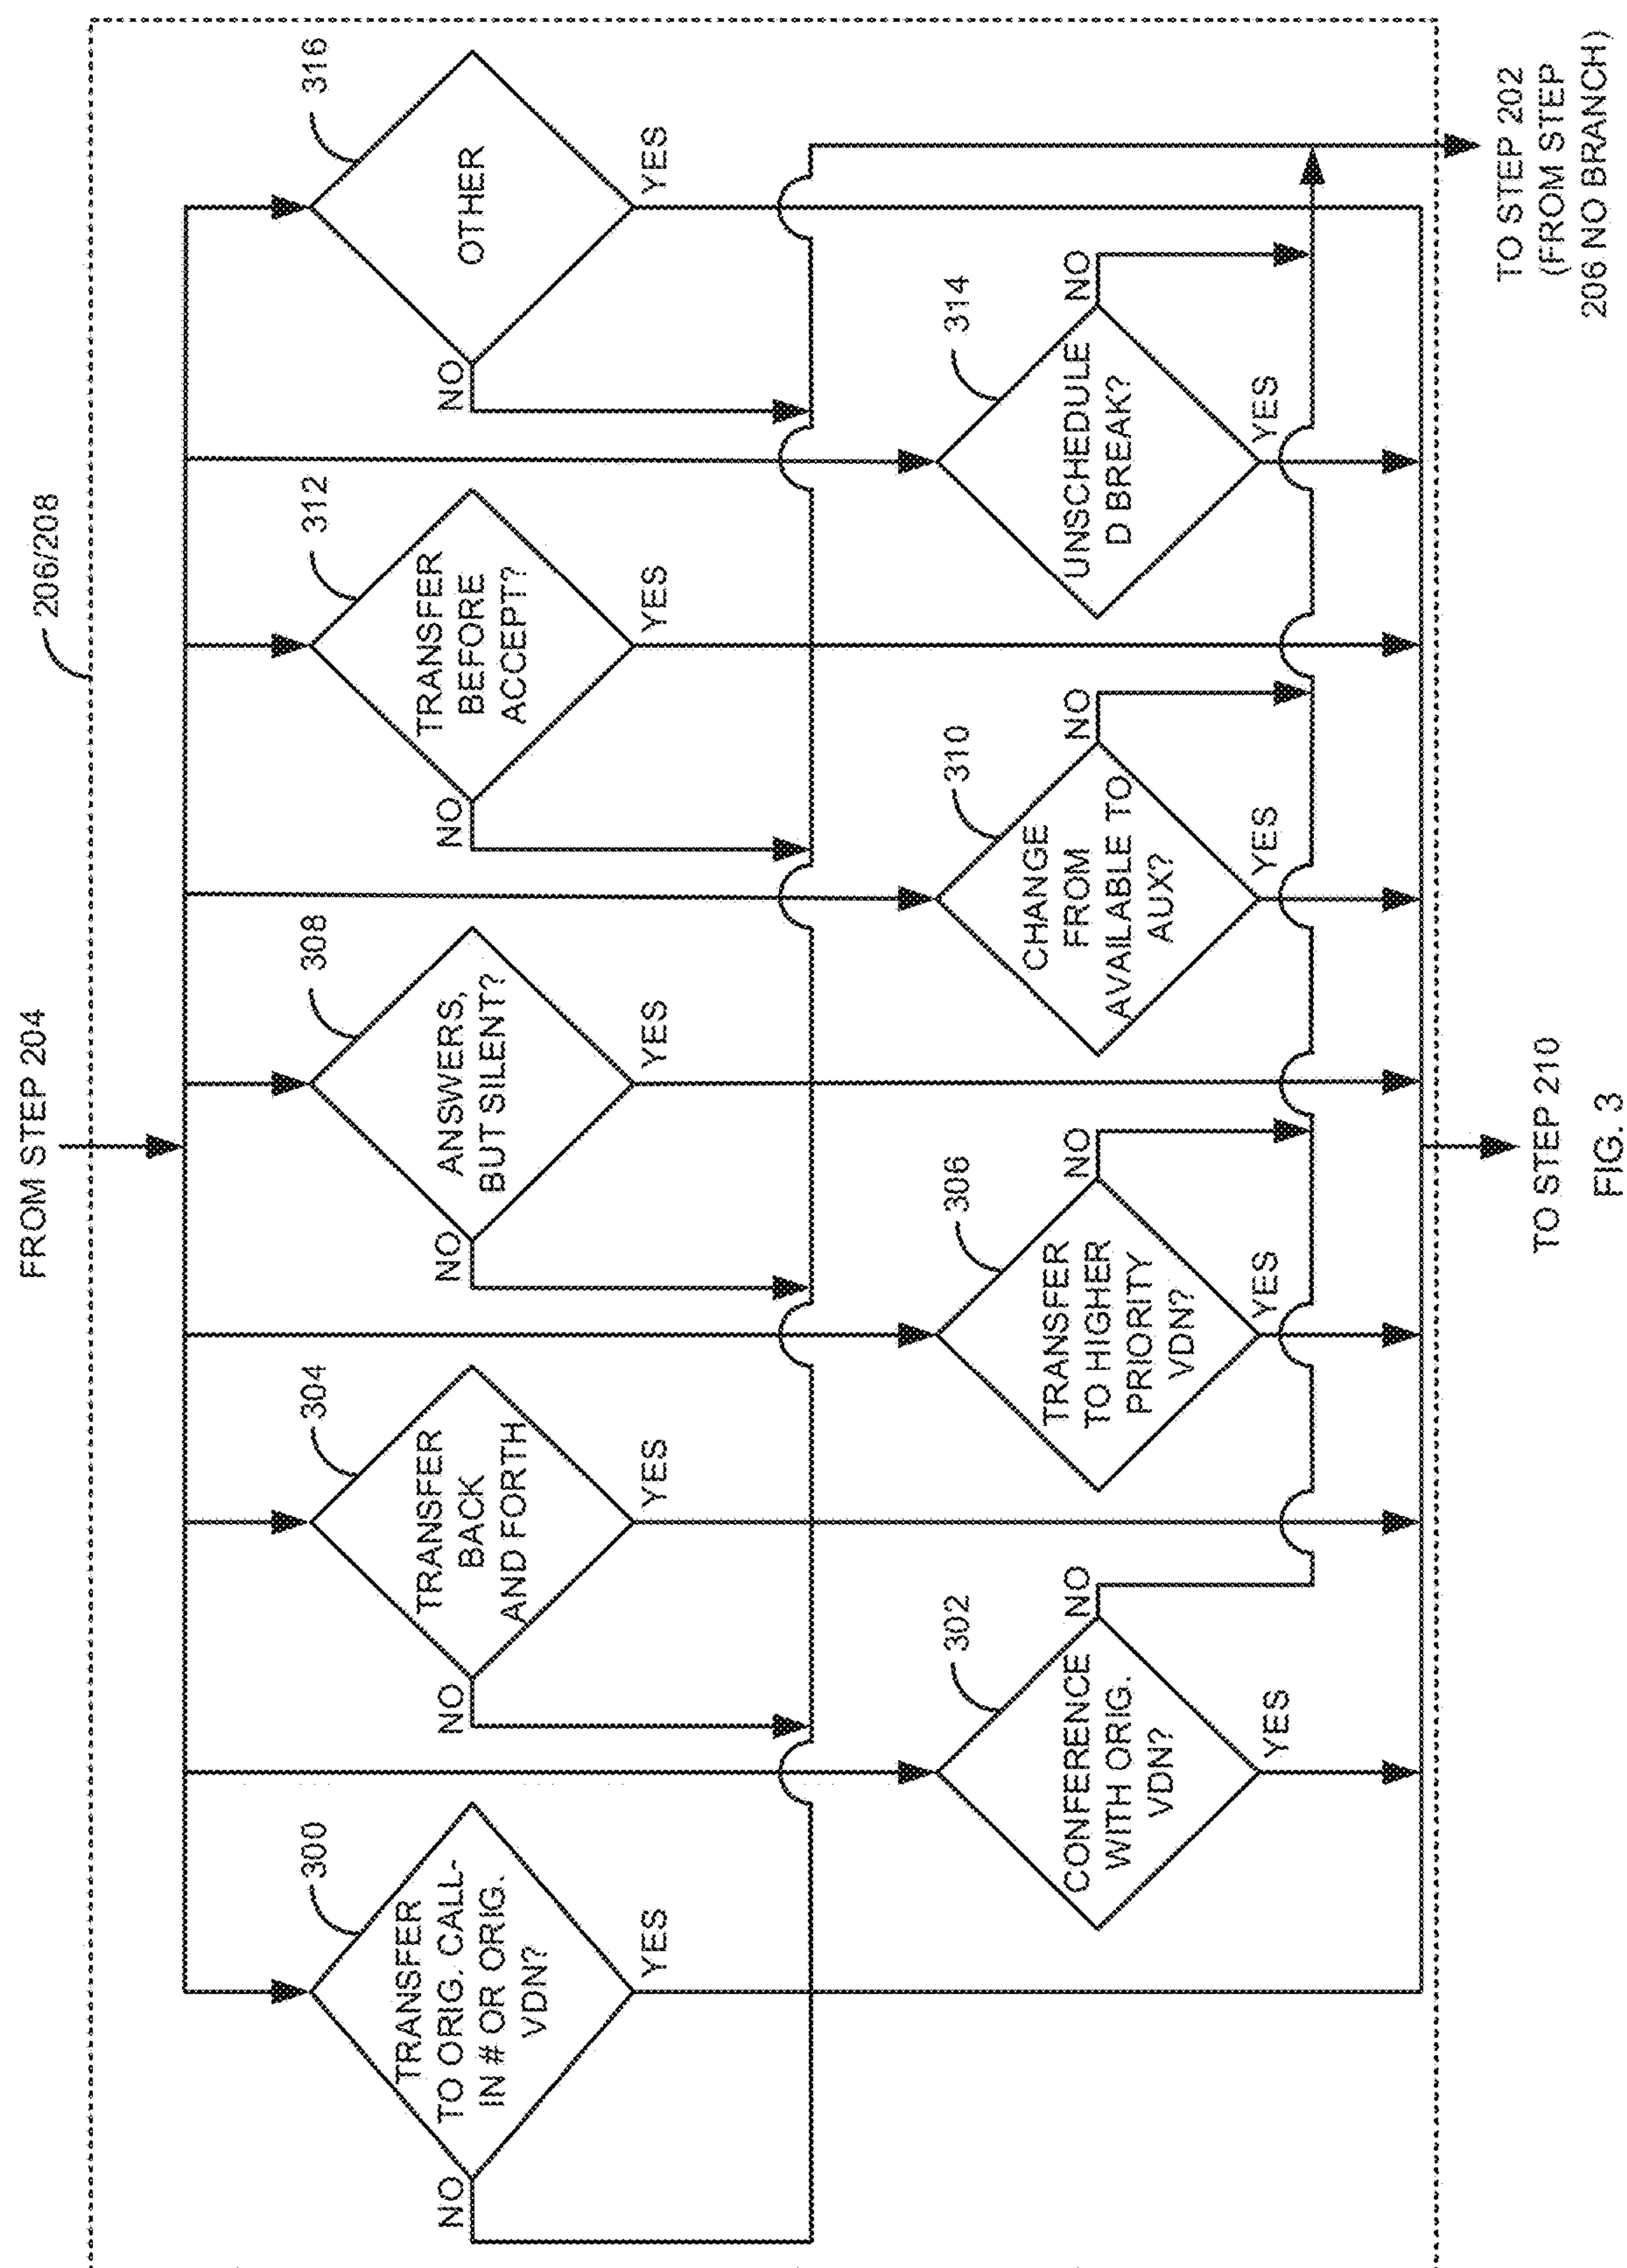 FROM STEP 204
206/208
TRANSFER
TO ORIG. CALL-
IN # OR ORIG.
VDN?
300
NO
YES
TRANSFER
BACK
AND FORTH
304
NO
YES
ANSWERS,
BUT SILENT?
308
NO
YES
TRANSFER
BEFORE
ACCEPT?
312
NO
YES
OTHER
316
NO
YES
CONFERENCE
WITH ORIG.
VDN?
302
NO
YES
TRANSFER
TO HIGHER
PRIORITY
VDN?
306
NO
YES
CHANGE
FROM
AVAILABLE TO
AUX?
310
NO
YES
UNSCHEDULE
D BREAK?
314
NO
YES
TO STEP 210
TO STEP 202
(FROM STEP
206 NO BRANCH)
FIG. 3